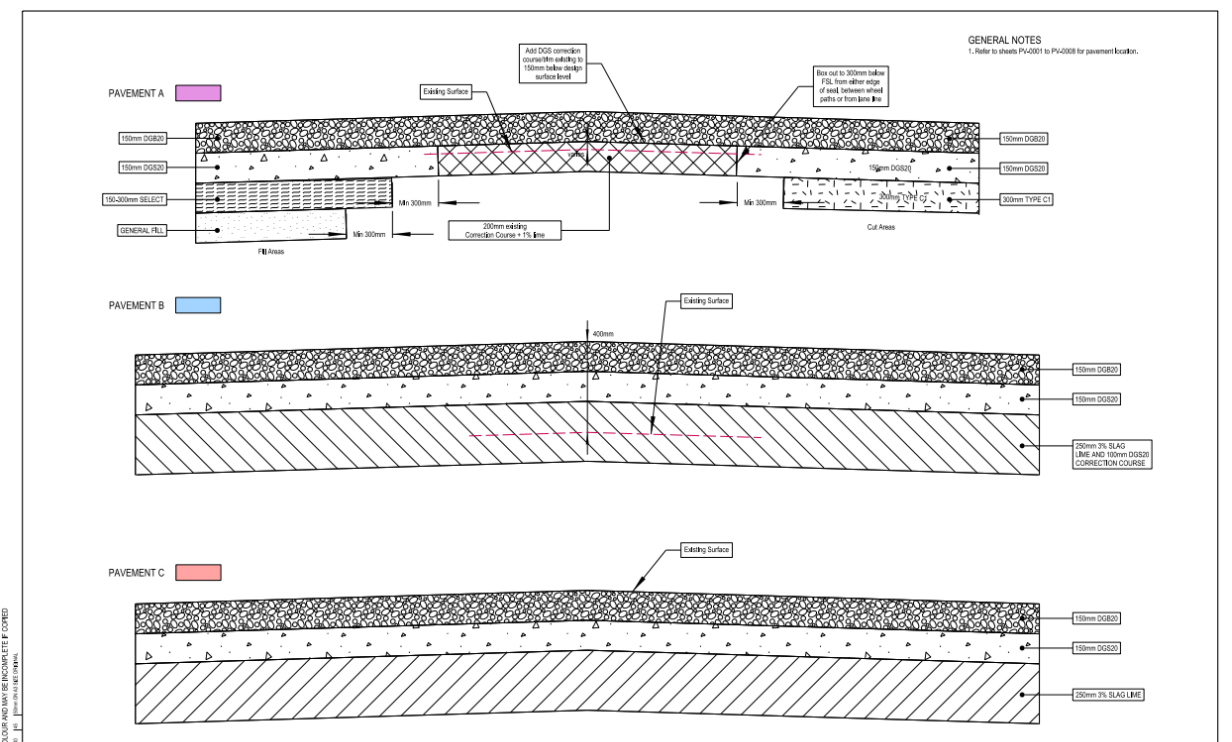 GENERAL NOTES
1. Refer to sheets PV-0001 to PV-0008 for pavement location.
PAVEMENT A
Add DGS correction
course/trim existing to
150mm below design
surface level
Existing Surface
Box out to 300mm below
FSL from either edge
of seal, between wheel
paths or from lane line
150mm DGB20
150mm DGS20
150-300mm SELECT
GENERAL FILL
varies
150mm DGB20
150mm DGS20
150mm DGS20
300mm TYPE C1
300mm TYPE C1
Min 300mm
Min 300mm
Min 300mm
200mm existing
Correction Course + 1% lime
Fill Areas
Cut Areas
PAVEMENT B
Existing Surface
400mm
150mm DGB20
150mm DGS20
250mm 3% SLAG
LIME AND 100mm DGS20
CORRECTION COURSE
PAVEMENT C
Existing Surface
150mm DGB20
150mm DGS20
250mm 3% SLAG LIME
COLOUR AND MAY BE INCOMPLETE IF COPIED